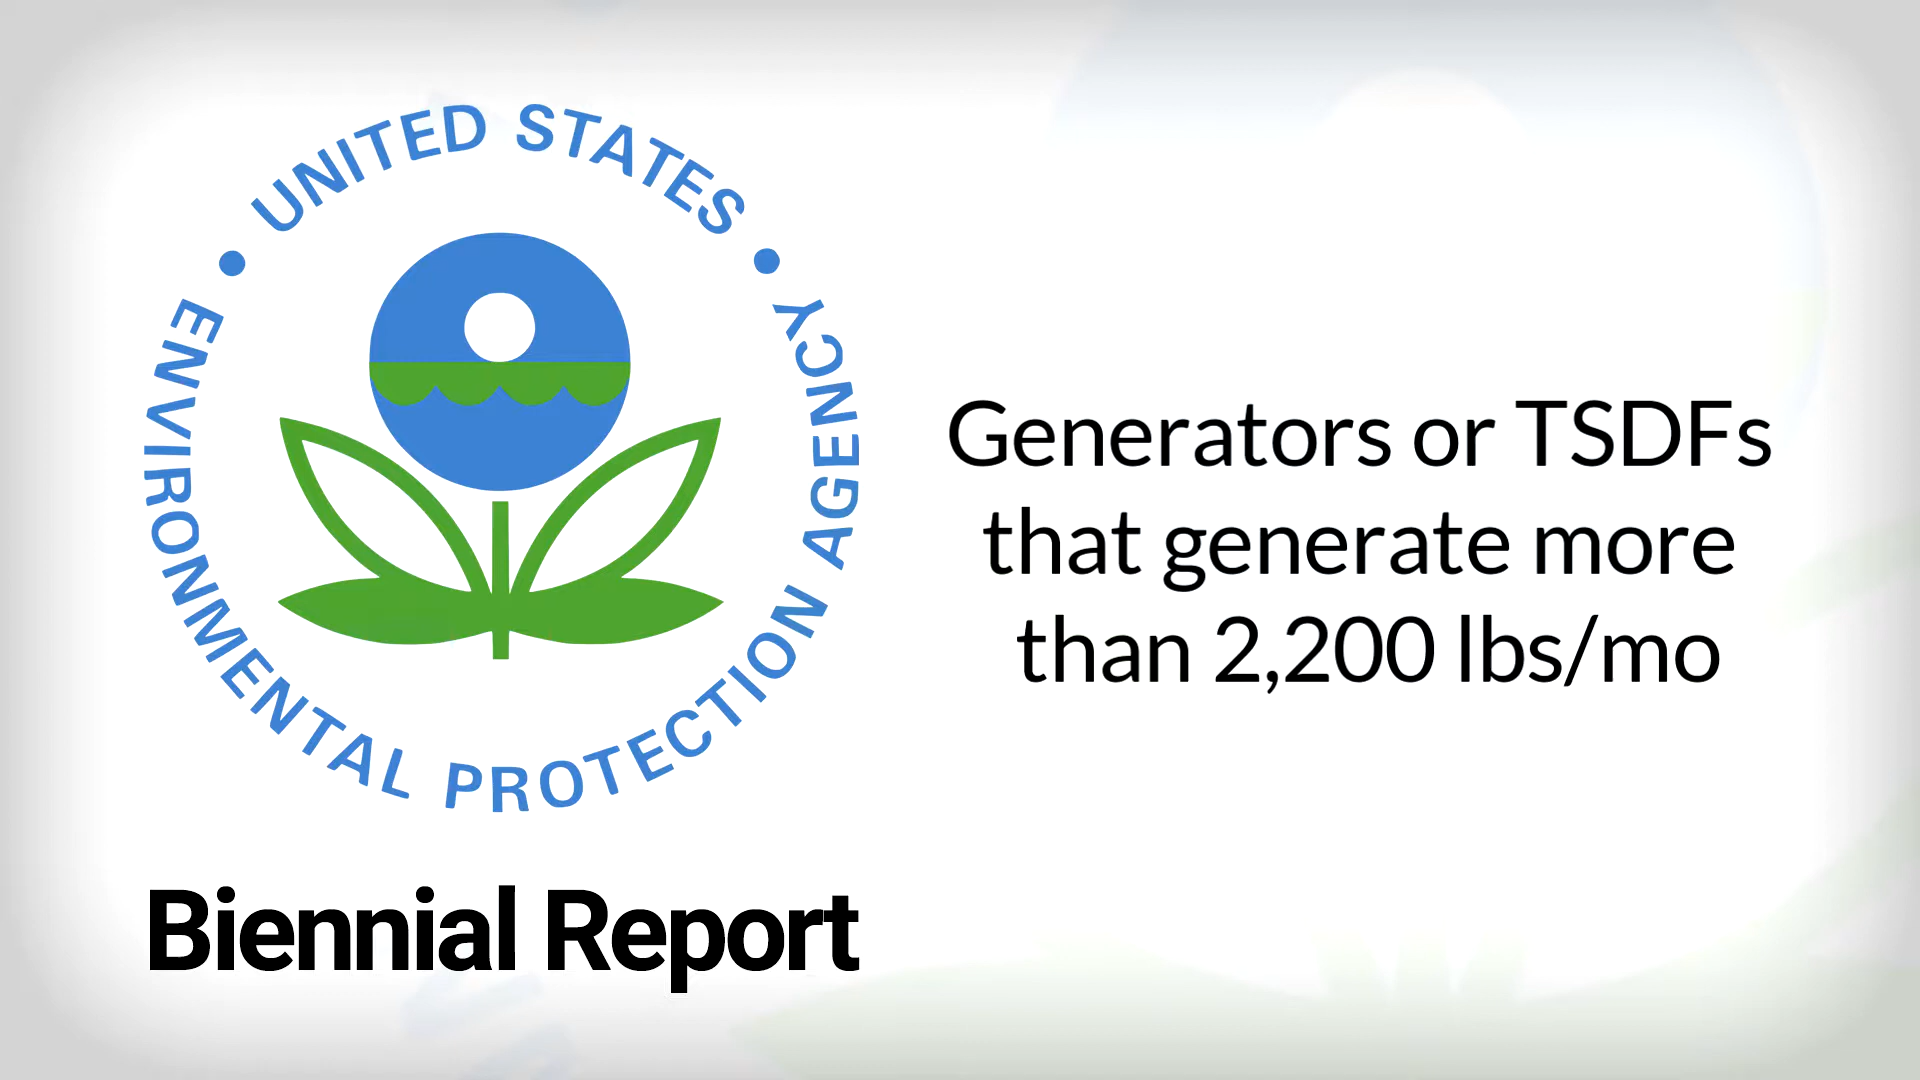 UNITED STATES
ENVIRONMENTAL PROTECTION AGENCY
Generators or TSDFs
that generate more
than 2,200 lbs/mo
Biennial Report